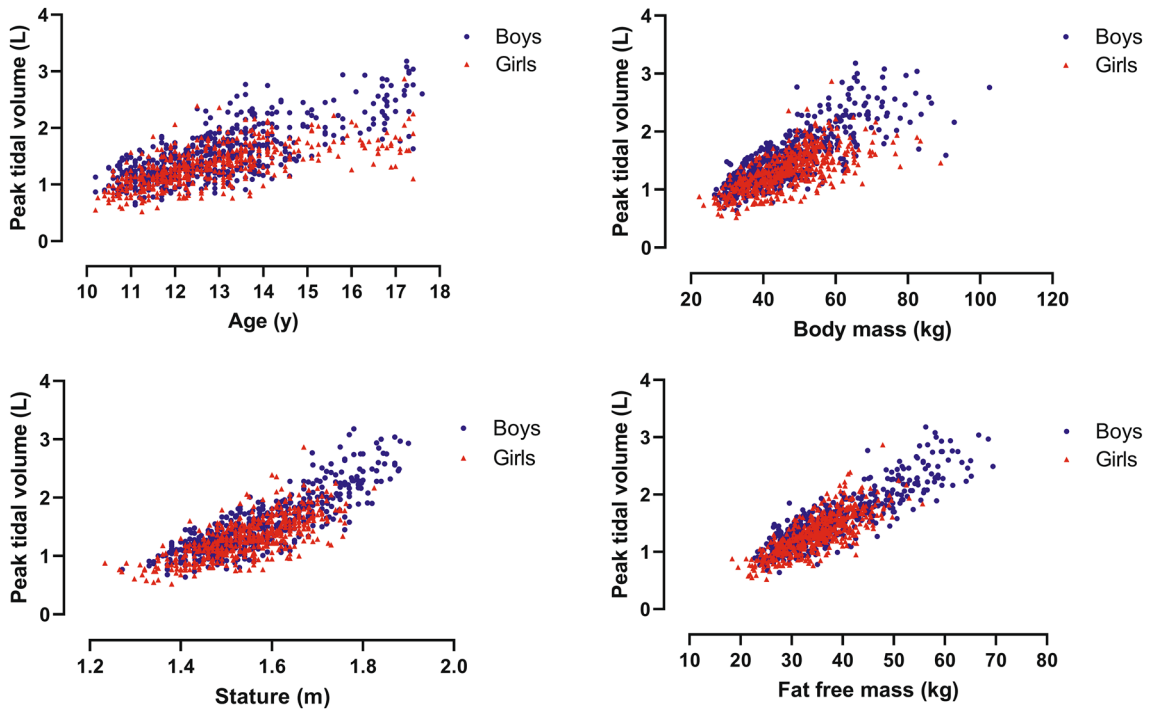 Peak tidal volume (L)
4
3
2
1
0
10 11 12 13 14 15 16 17 18
Age (y)
Boys
Girls
Peak tidal volume (L)
4
3
2
1
0
20 40 60 80 100 120
Body mass (kg)
Boys
Girls
Peak tidal volume (L)
4
3
2
1
0
1.2 1.4 1.6 1.8 2.0
Stature (m)
Boys
Girls
Peak tidal volume (L)
4
3
2
1
0
10 20 30 40 50 60 70 80
Fat free mass (kg)
Boys
Girls